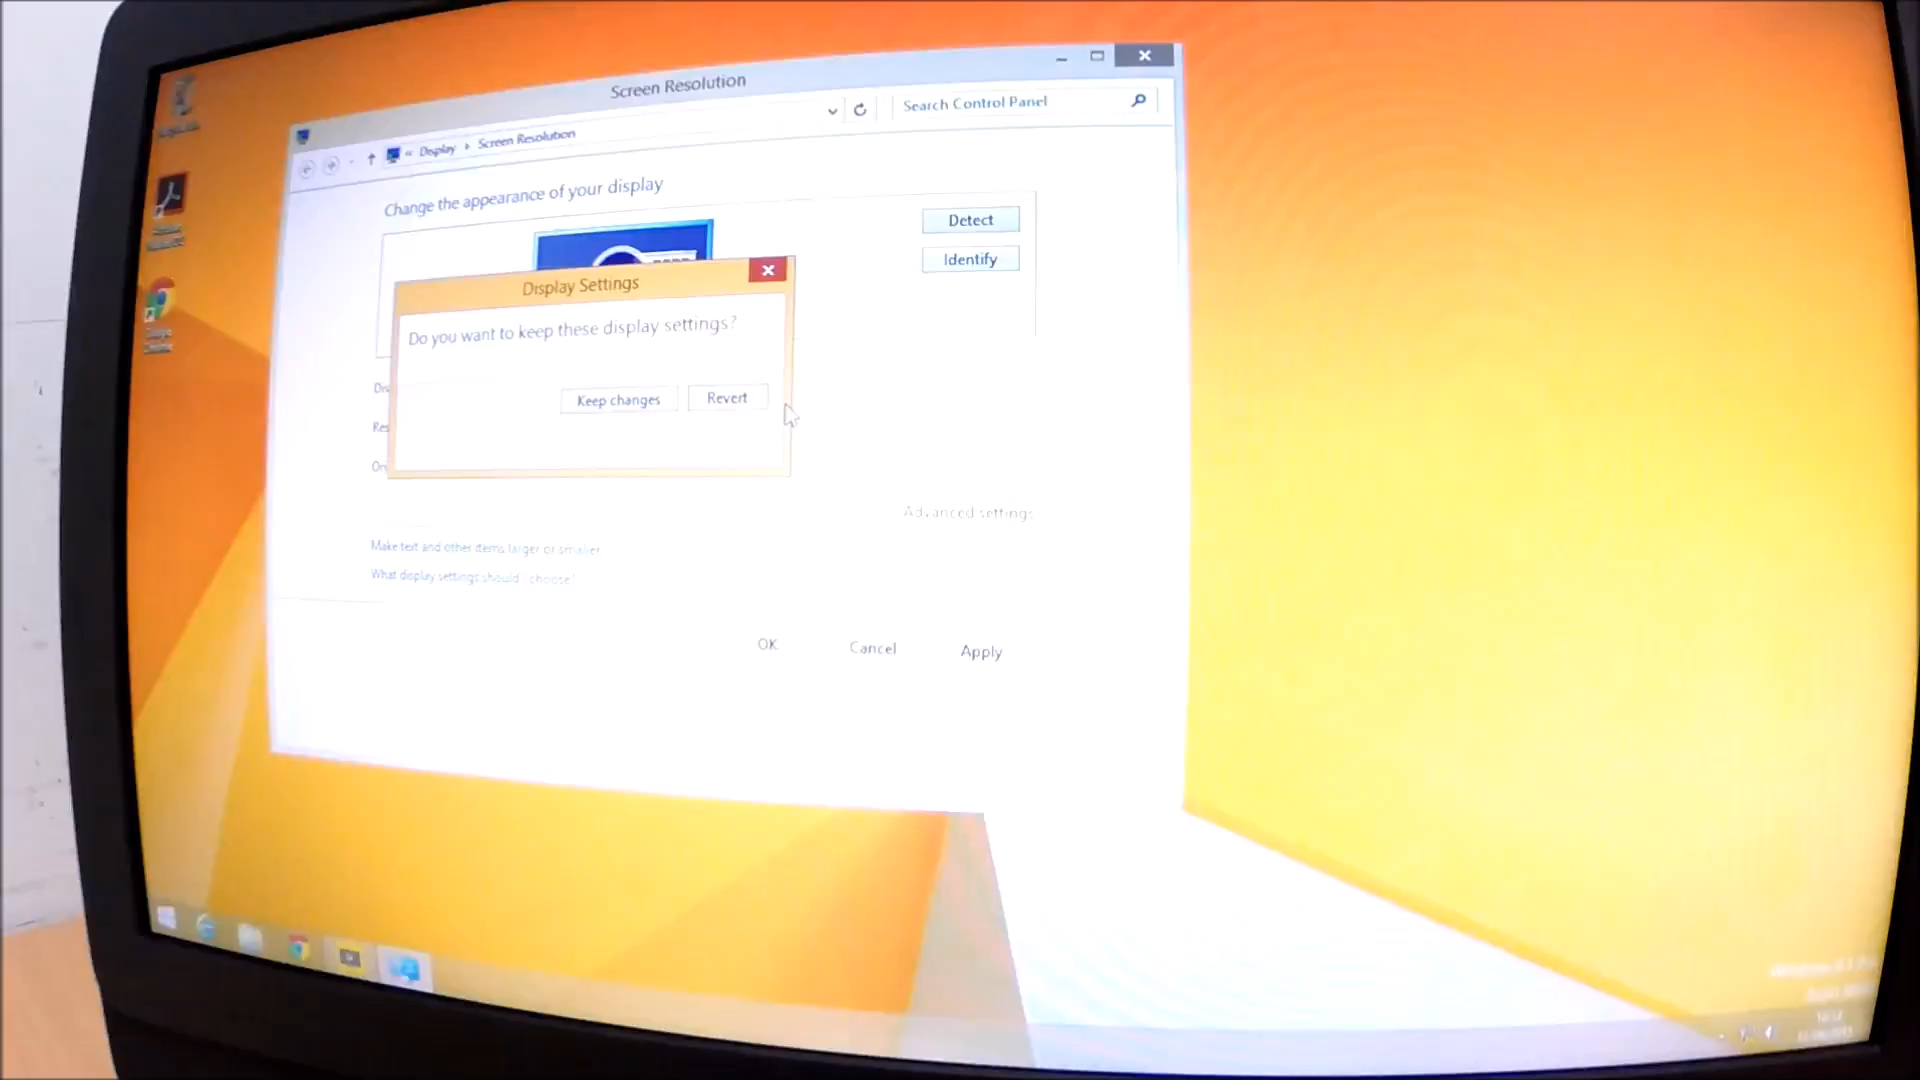 Screen Resolution
« Display › Screen Resolution
Search Control Panel
Change the appearance of your display
Detect
Identify
Display Settings
Do you want to keep these display settings?
Keep changes
Revert
Advanced settings
Make text and other items larger or smaller
What display settings should I choose?
OK
Cancel
Apply
Google
Chrome